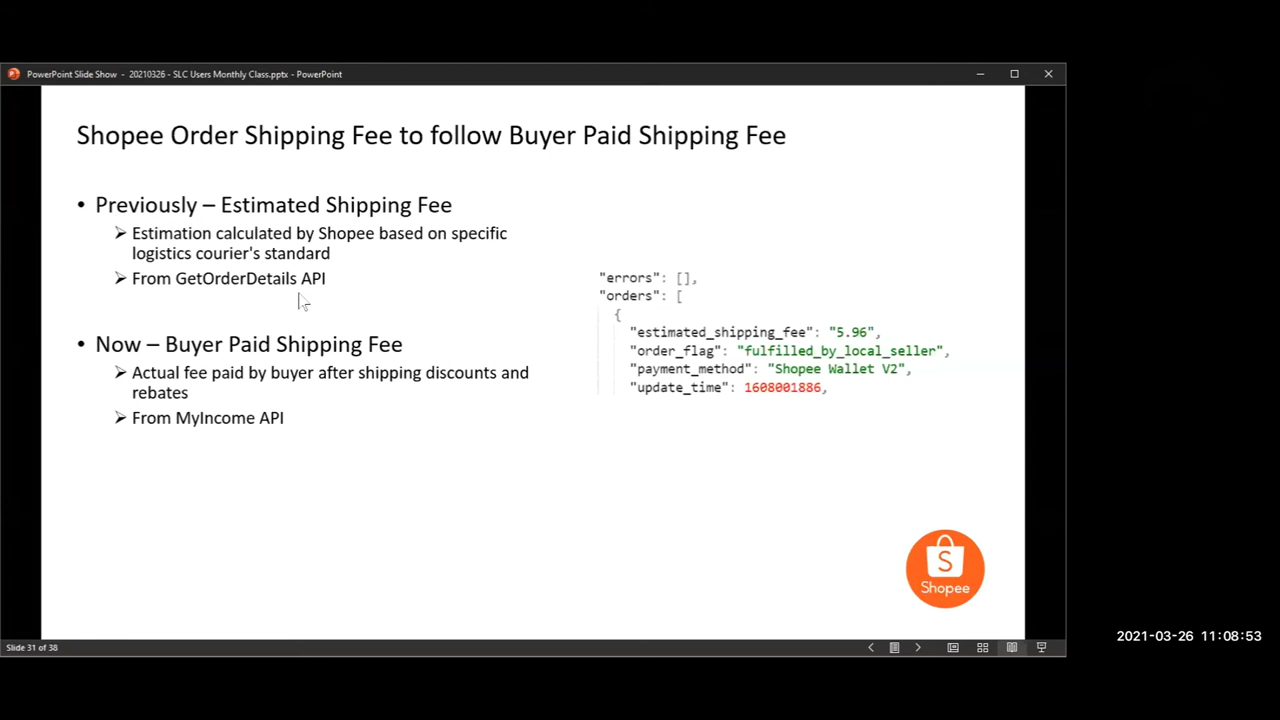 PowerPoint Slide Show - 20210326 - SLC Users Monthly Class.pptx - PowerPoint
Shopee Order Shipping Fee to follow Buyer Paid Shipping Fee
• Previously – Estimated Shipping Fee
➢ Estimation calculated by Shopee based on specific
logistics courier's standard
➢ From GetOrderDetails API
• Now – Buyer Paid Shipping Fee
➢ Actual fee paid by buyer after shipping discounts and
rebates
➢ From MyIncome API
"errors": [],
"orders": [
{
"estimated_shipping_fee": "5.96",
"order_flag": "fulfilled_by_local_seller",
"payment_method": "Shopee Wallet V2",
"update_time": 1608001886,
S
Shopee
2021-03-26 11:08:53
Slide 31 of 38